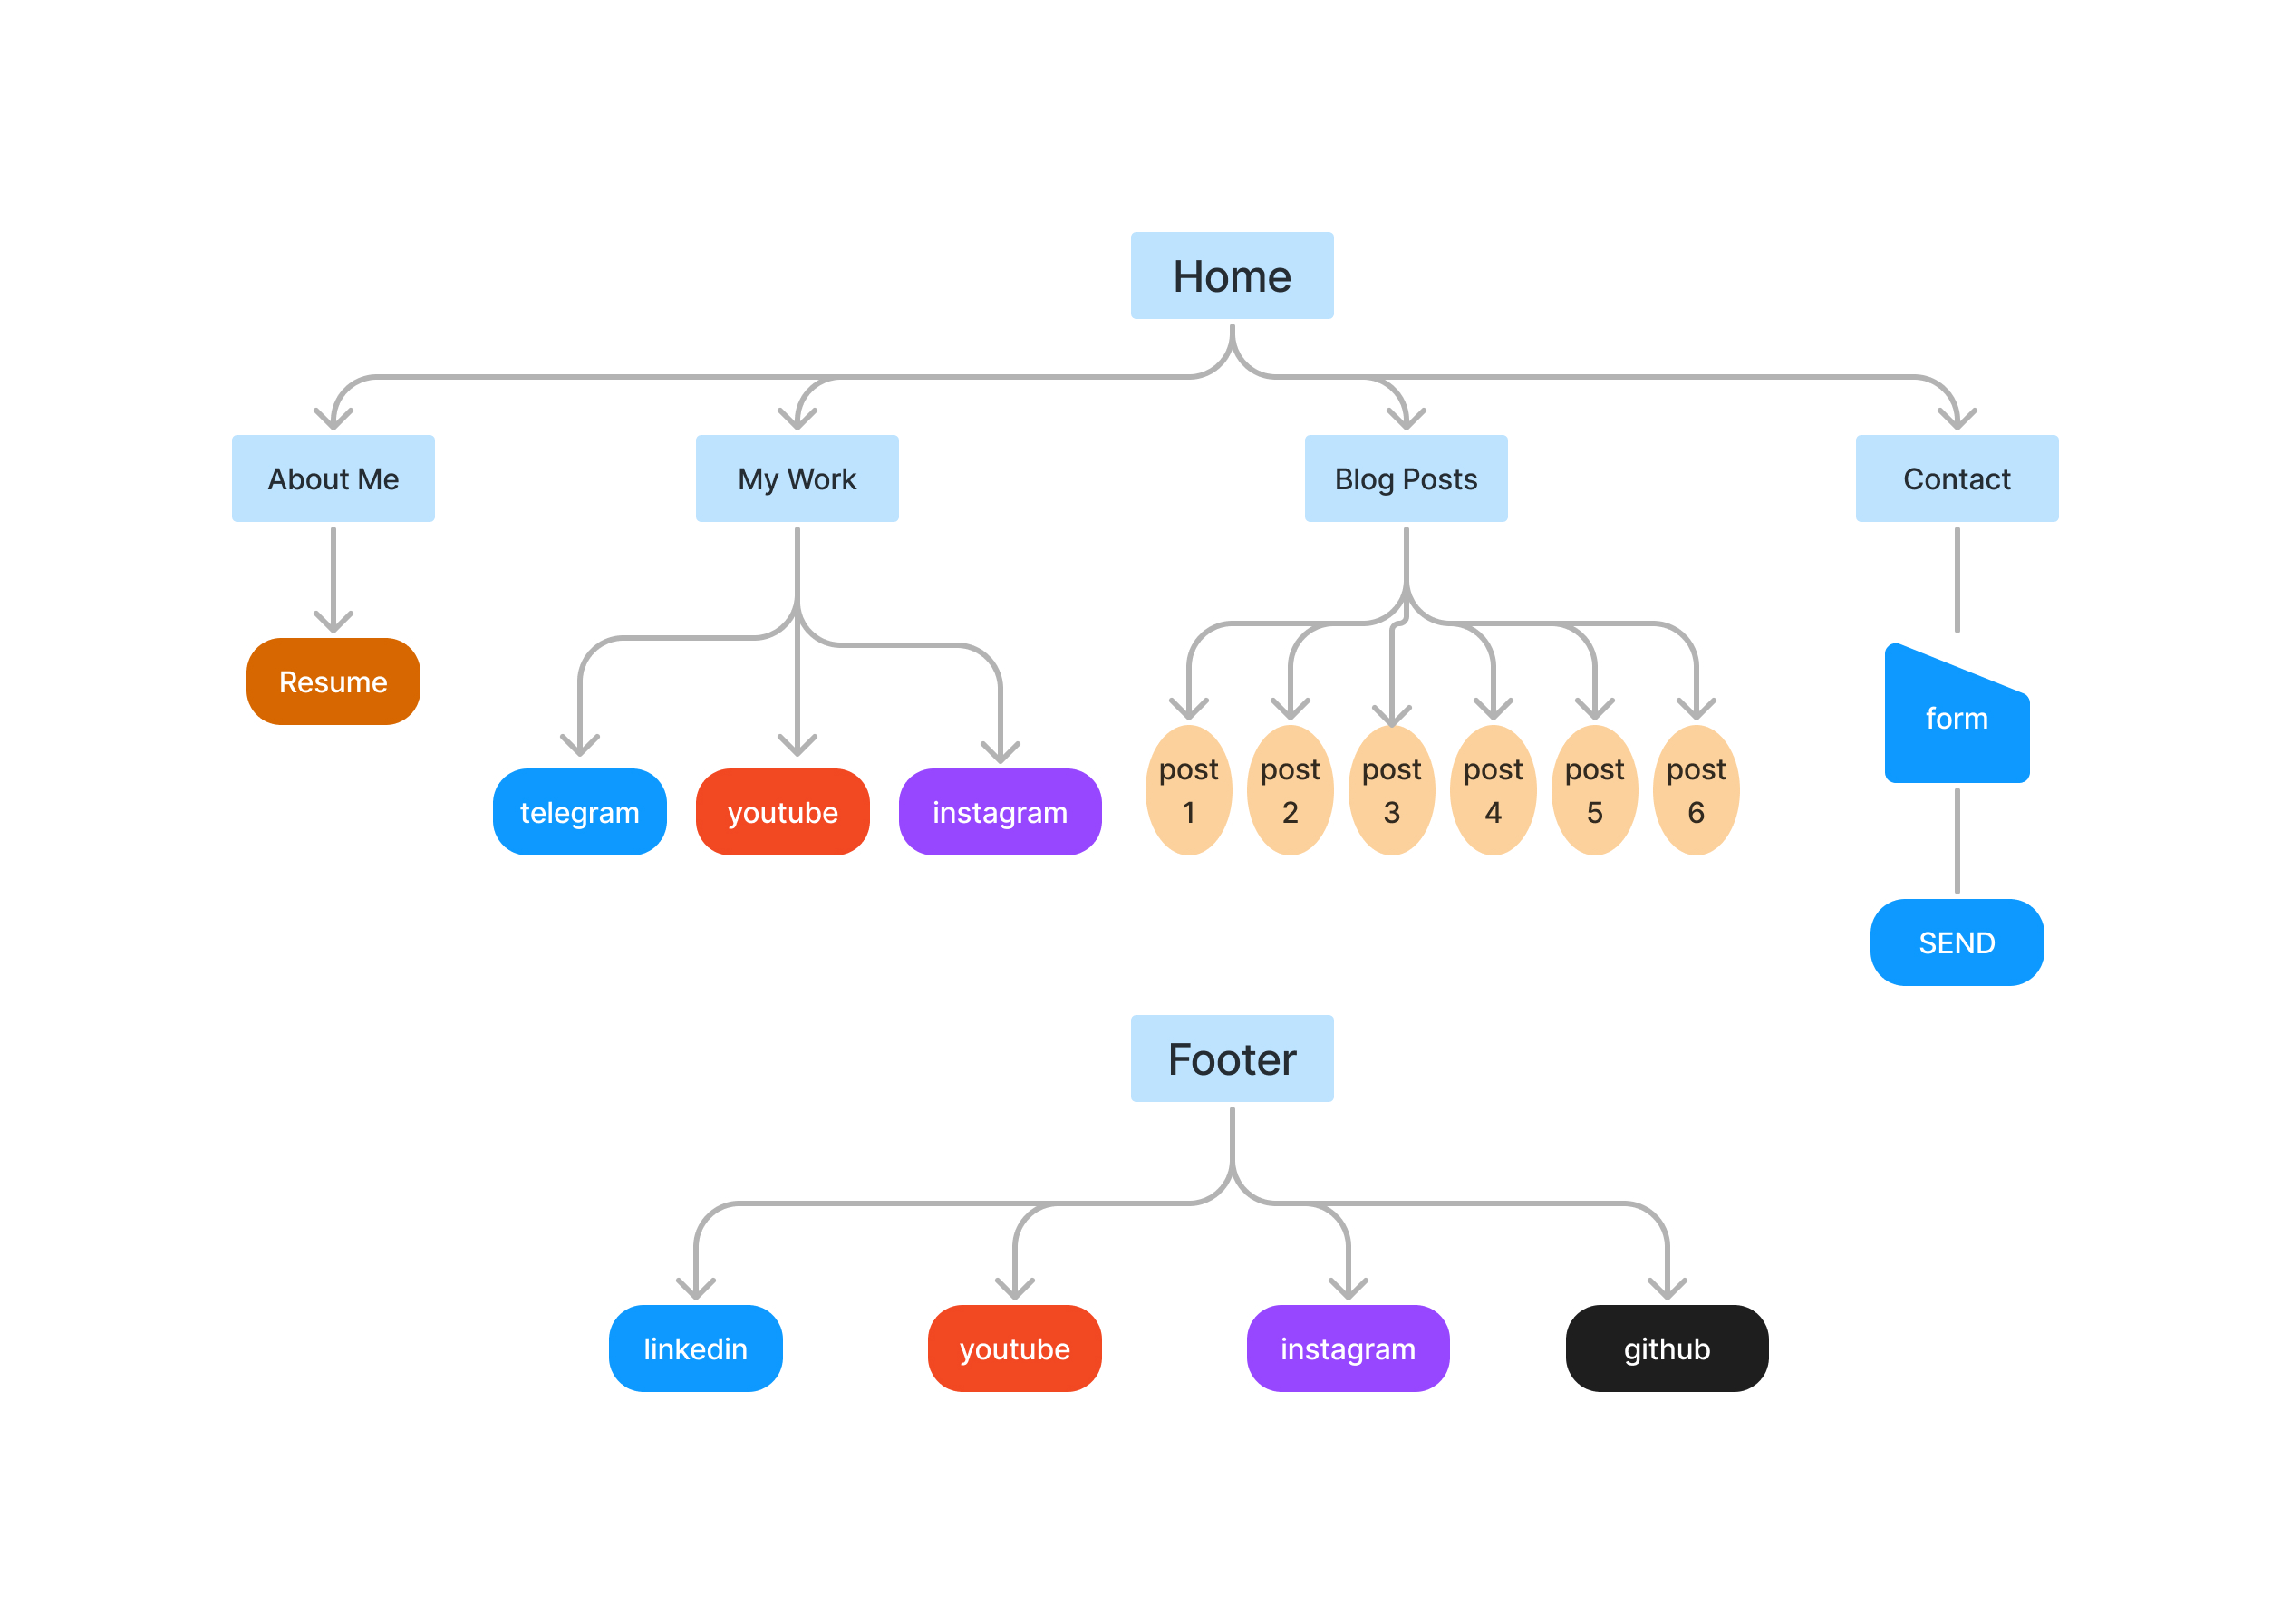 Home
About Me
My Work
Blog Posts
Contact
Resume
telegram
youtube
instagram
post
1
post
2
post
3
post
4
post
5
post
6
form
SEND
Footer
linkedin
youtube
instagram
github